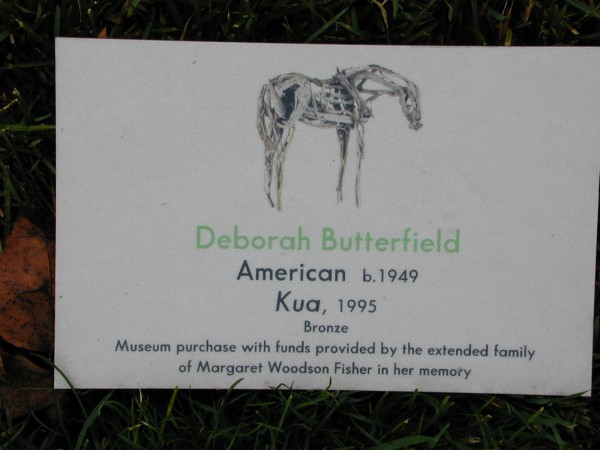 Deborah Butterfield
American b.1949
Kua, 1995
Bronze
Museum purchase with funds provided by the extended family
of Margaret Woodson Fisher in her memory